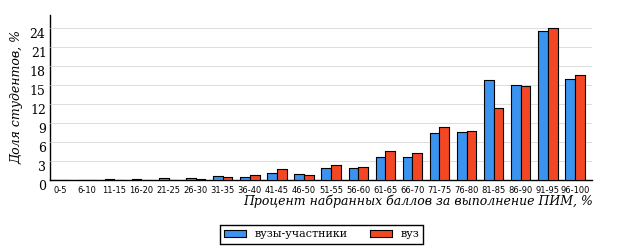 Доля студентов, %
24
21
18
15
12
9
6
3
0
0-5 6-10 11-15 16-20 21-25 26-30 31-35 36-40 41-45 46-50 51-55 56-60 61-65 66-70 71-75 76-80 81-85 86-90 91-95 96-100
Процент набранных баллов за выполнение ПИМ, %
вузы-участники вуз